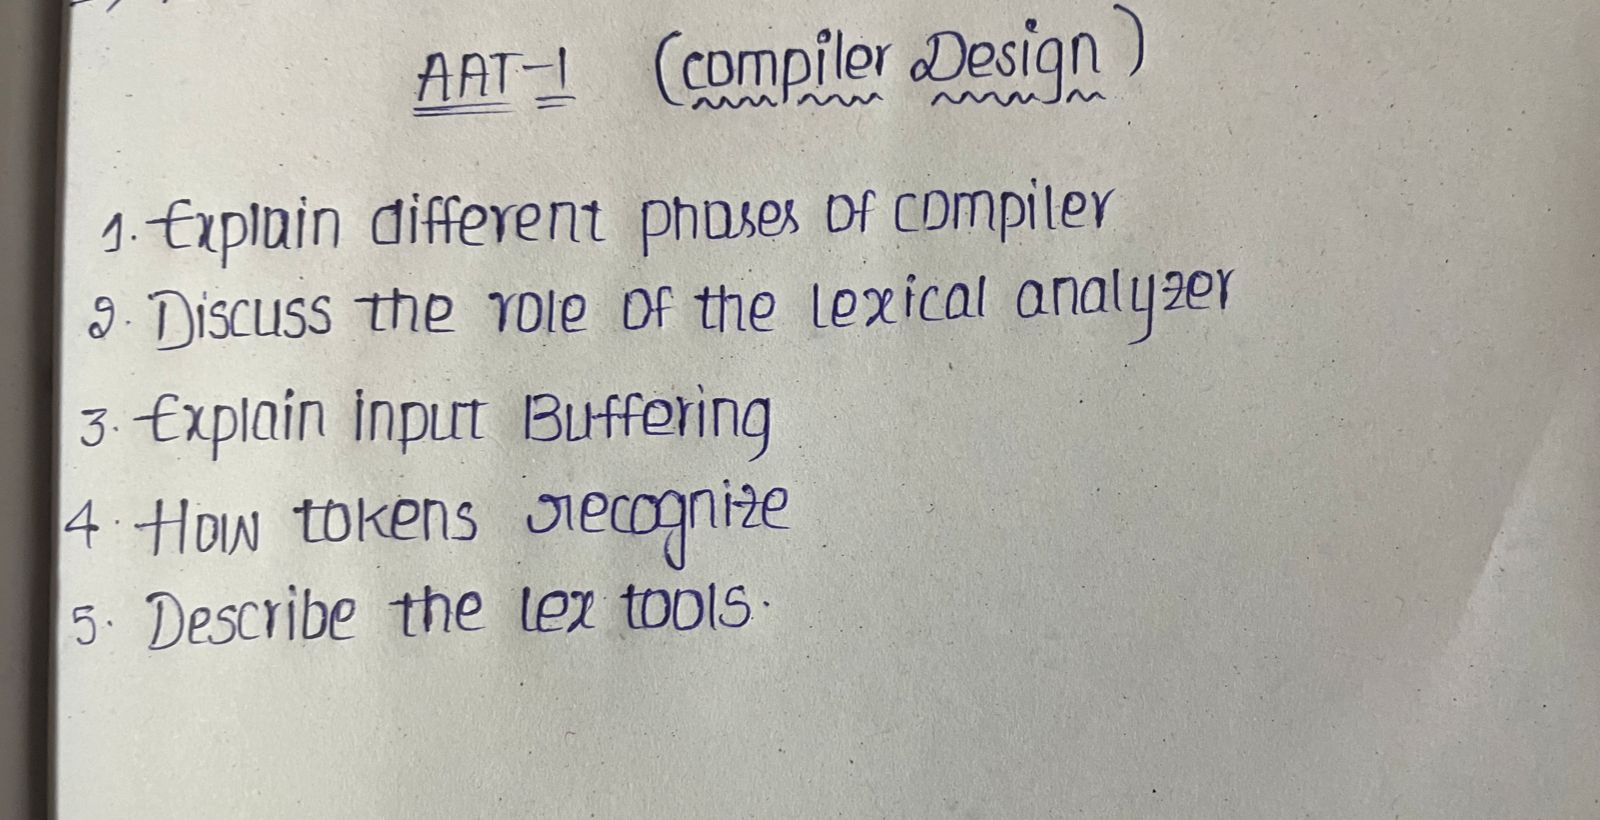 AAT-1 (compiler Design)
1. Explain different phases of compiler
2. Discuss the role of the lexical analyzer
3. Explain input Buffering
4. How tokens recognize
5. Describe the lex tools.